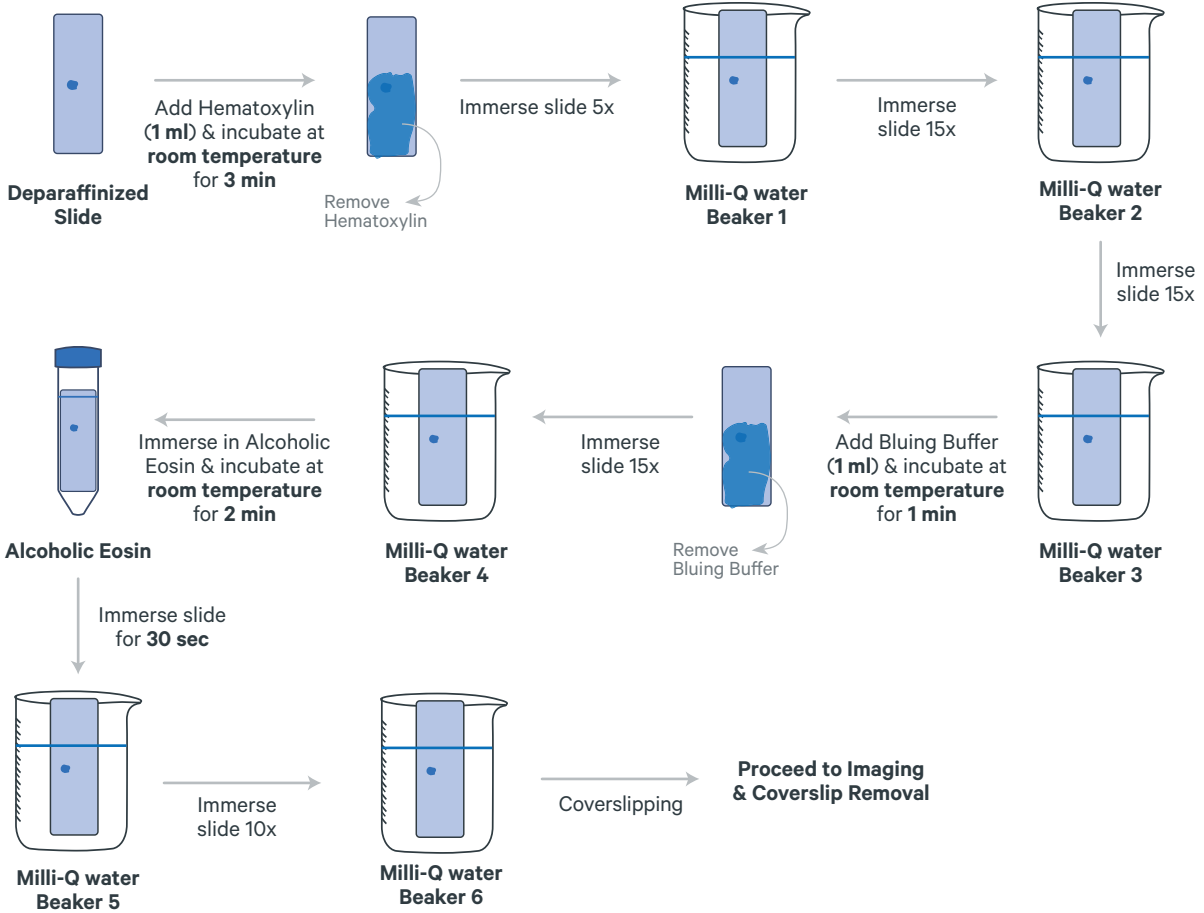 Deparaffinized
Slide
Add Hematoxylin
(1 ml) & incubate at
room temperature
for 3 min
Remove
Hematoxylin
Immerse slide 5x
Milli-Q water
Beaker 1
Immerse
slide 15x
Milli-Q water
Beaker 2
Immerse
slide 15x
Milli-Q water
Beaker 3
Add Bluing Buffer
(1 ml) & incubate at
room temperature
for 1 min
Remove
Bluing Buffer
Immerse
slide 15x
Milli-Q water
Beaker 4
Immerse in Alcoholic
Eosin & incubate at
room temperature
for 2 min
Alcoholic Eosin
Immerse slide
for 30 sec
Milli-Q water
Beaker 5
Immerse
slide 10x
Milli-Q water
Beaker 6
Coverslipping
Proceed to Imaging
& Coverslip Removal